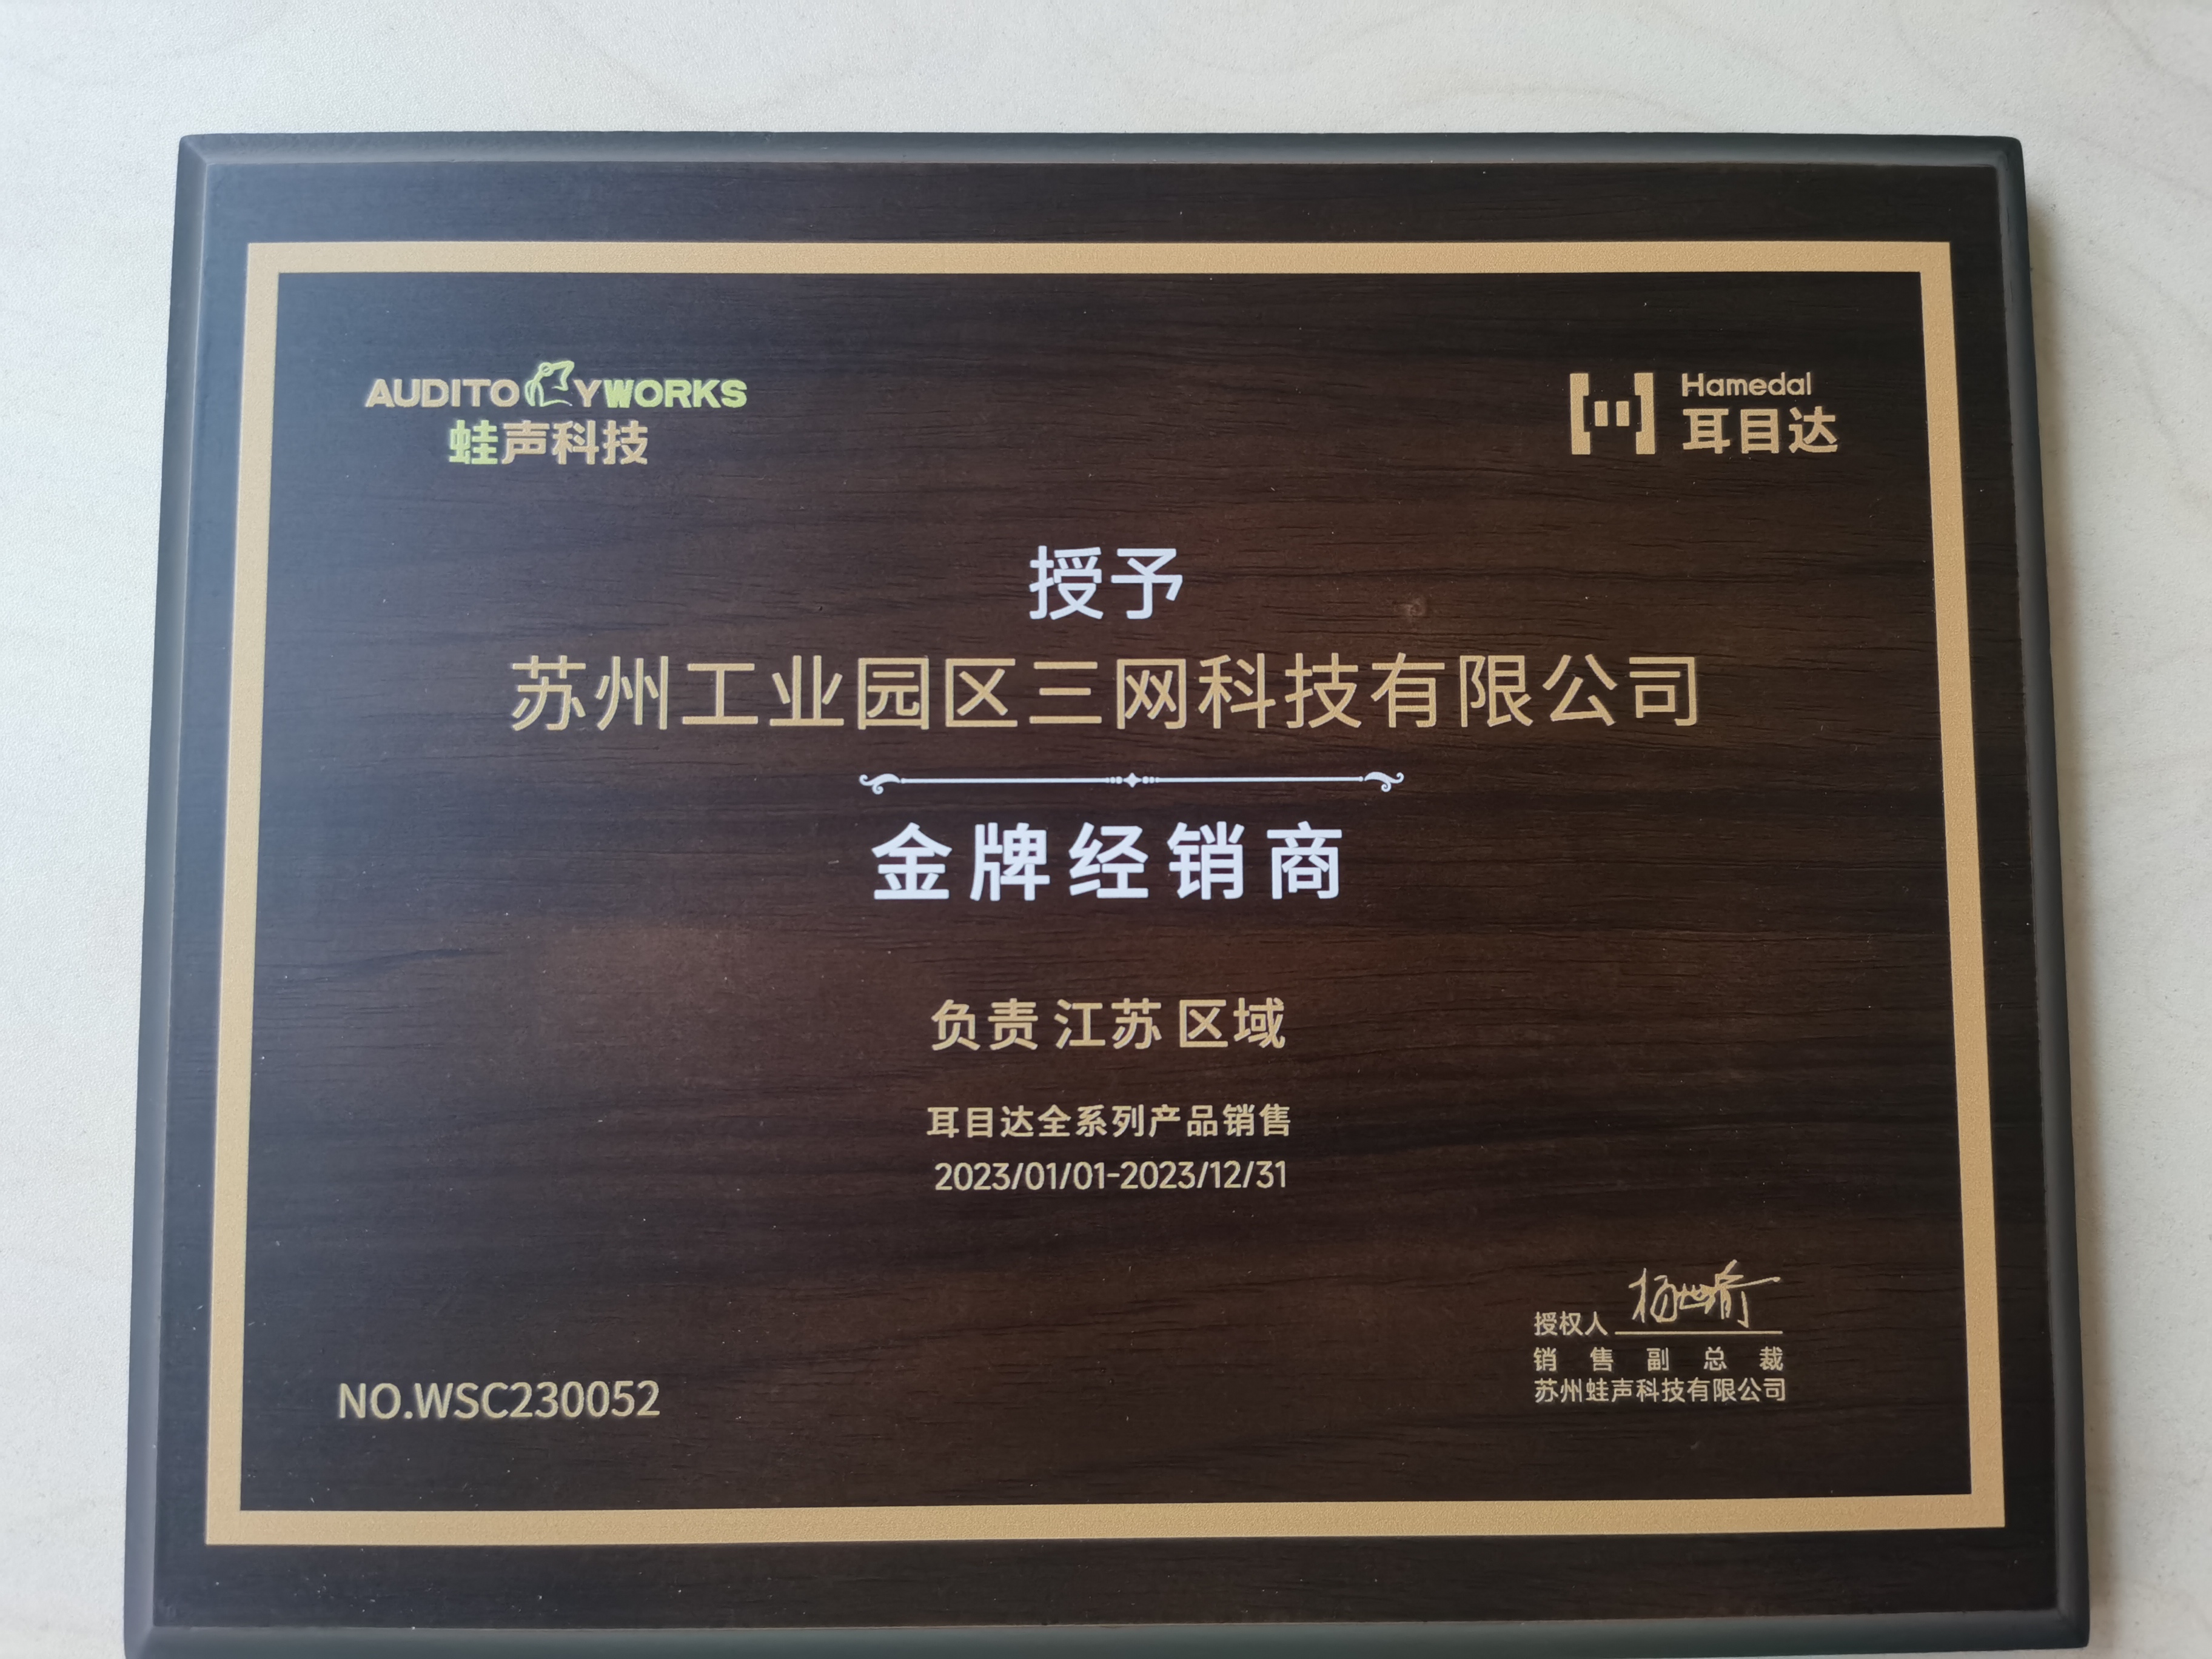 AUDITORYWORKS
蛙声科技
Hamedal
耳目达
授予
苏州工业园区三网科技有限公司
金牌经销商
负责 江苏 区域
耳目达全系列产品销售
2023/01/01-2023/12/31
授权人 杨世瑜
销售副总裁
苏州蛙声科技有限公司
NO.WSC230052